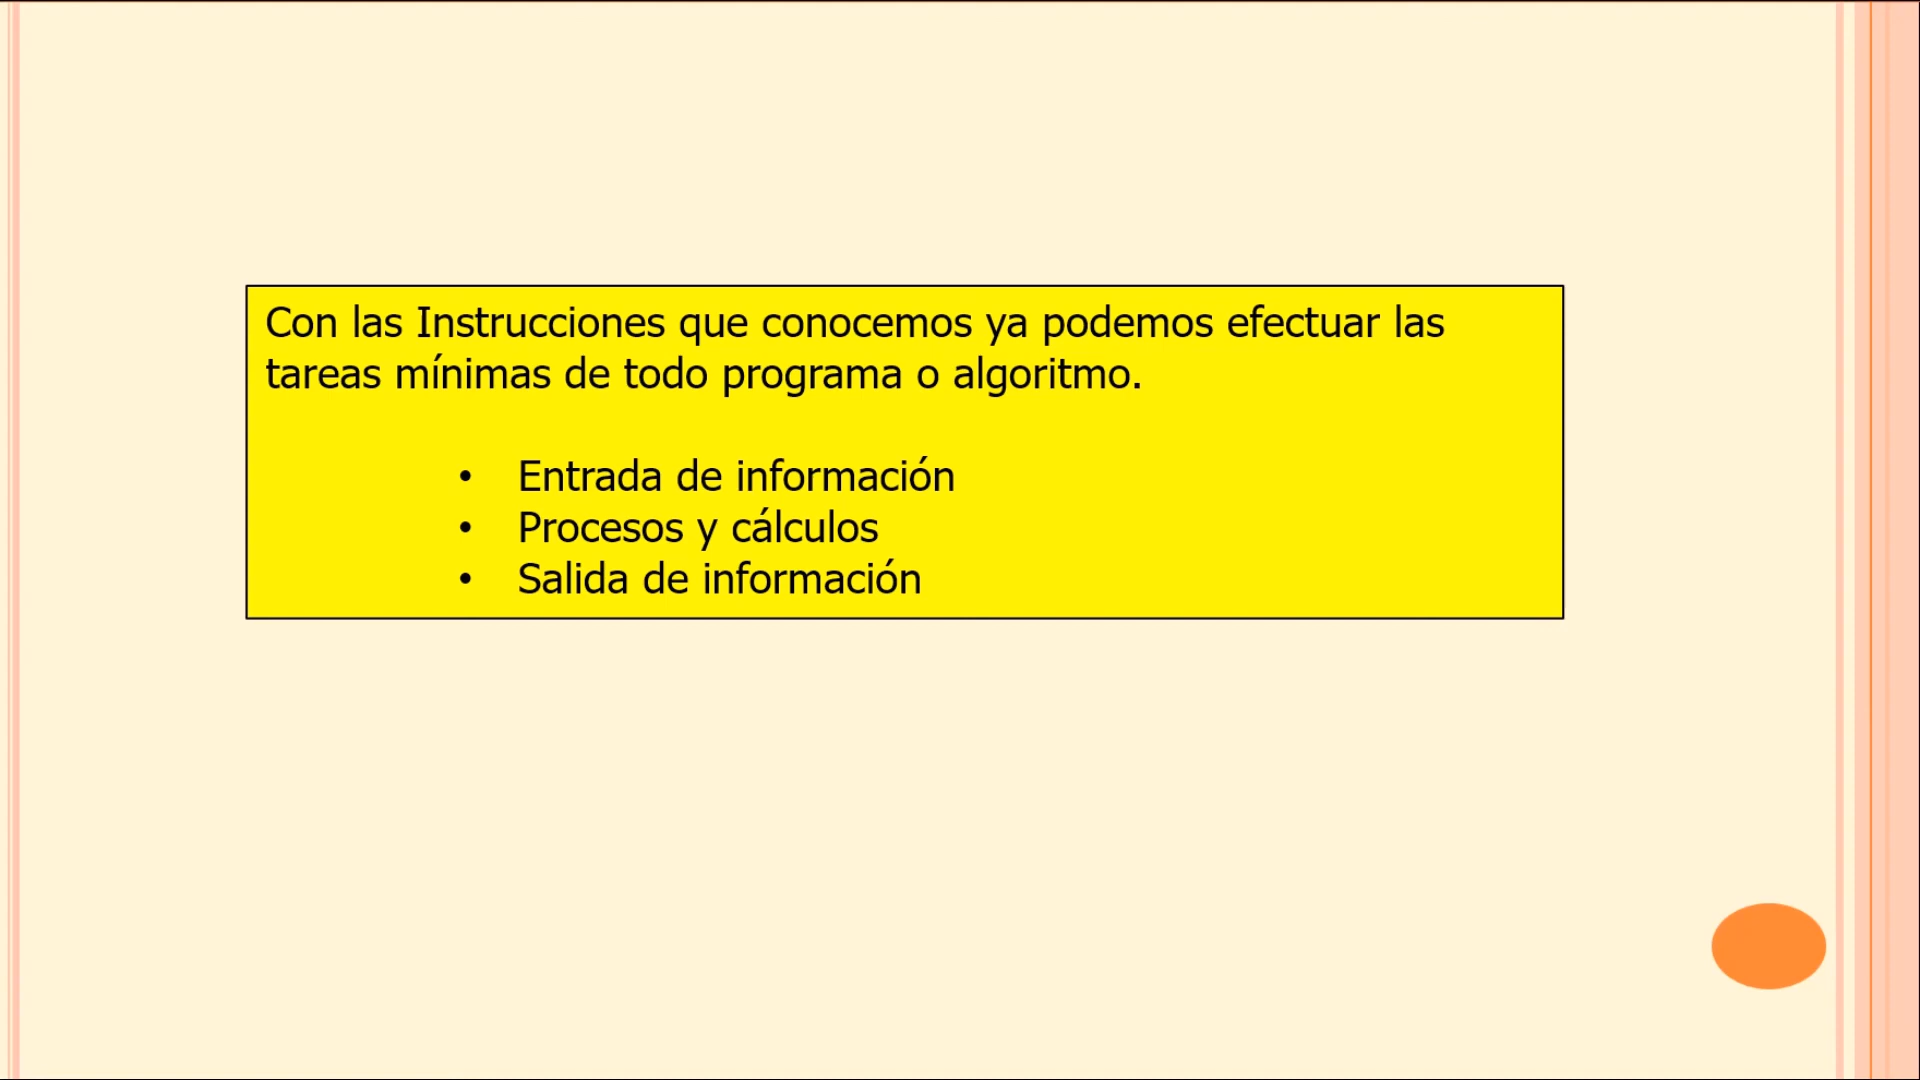 Con las Instrucciones que conocemos ya podemos efectuar las
tareas mínimas de todo programa o algoritmo.
• Entrada de información
• Procesos y cálculos
• Salida de información